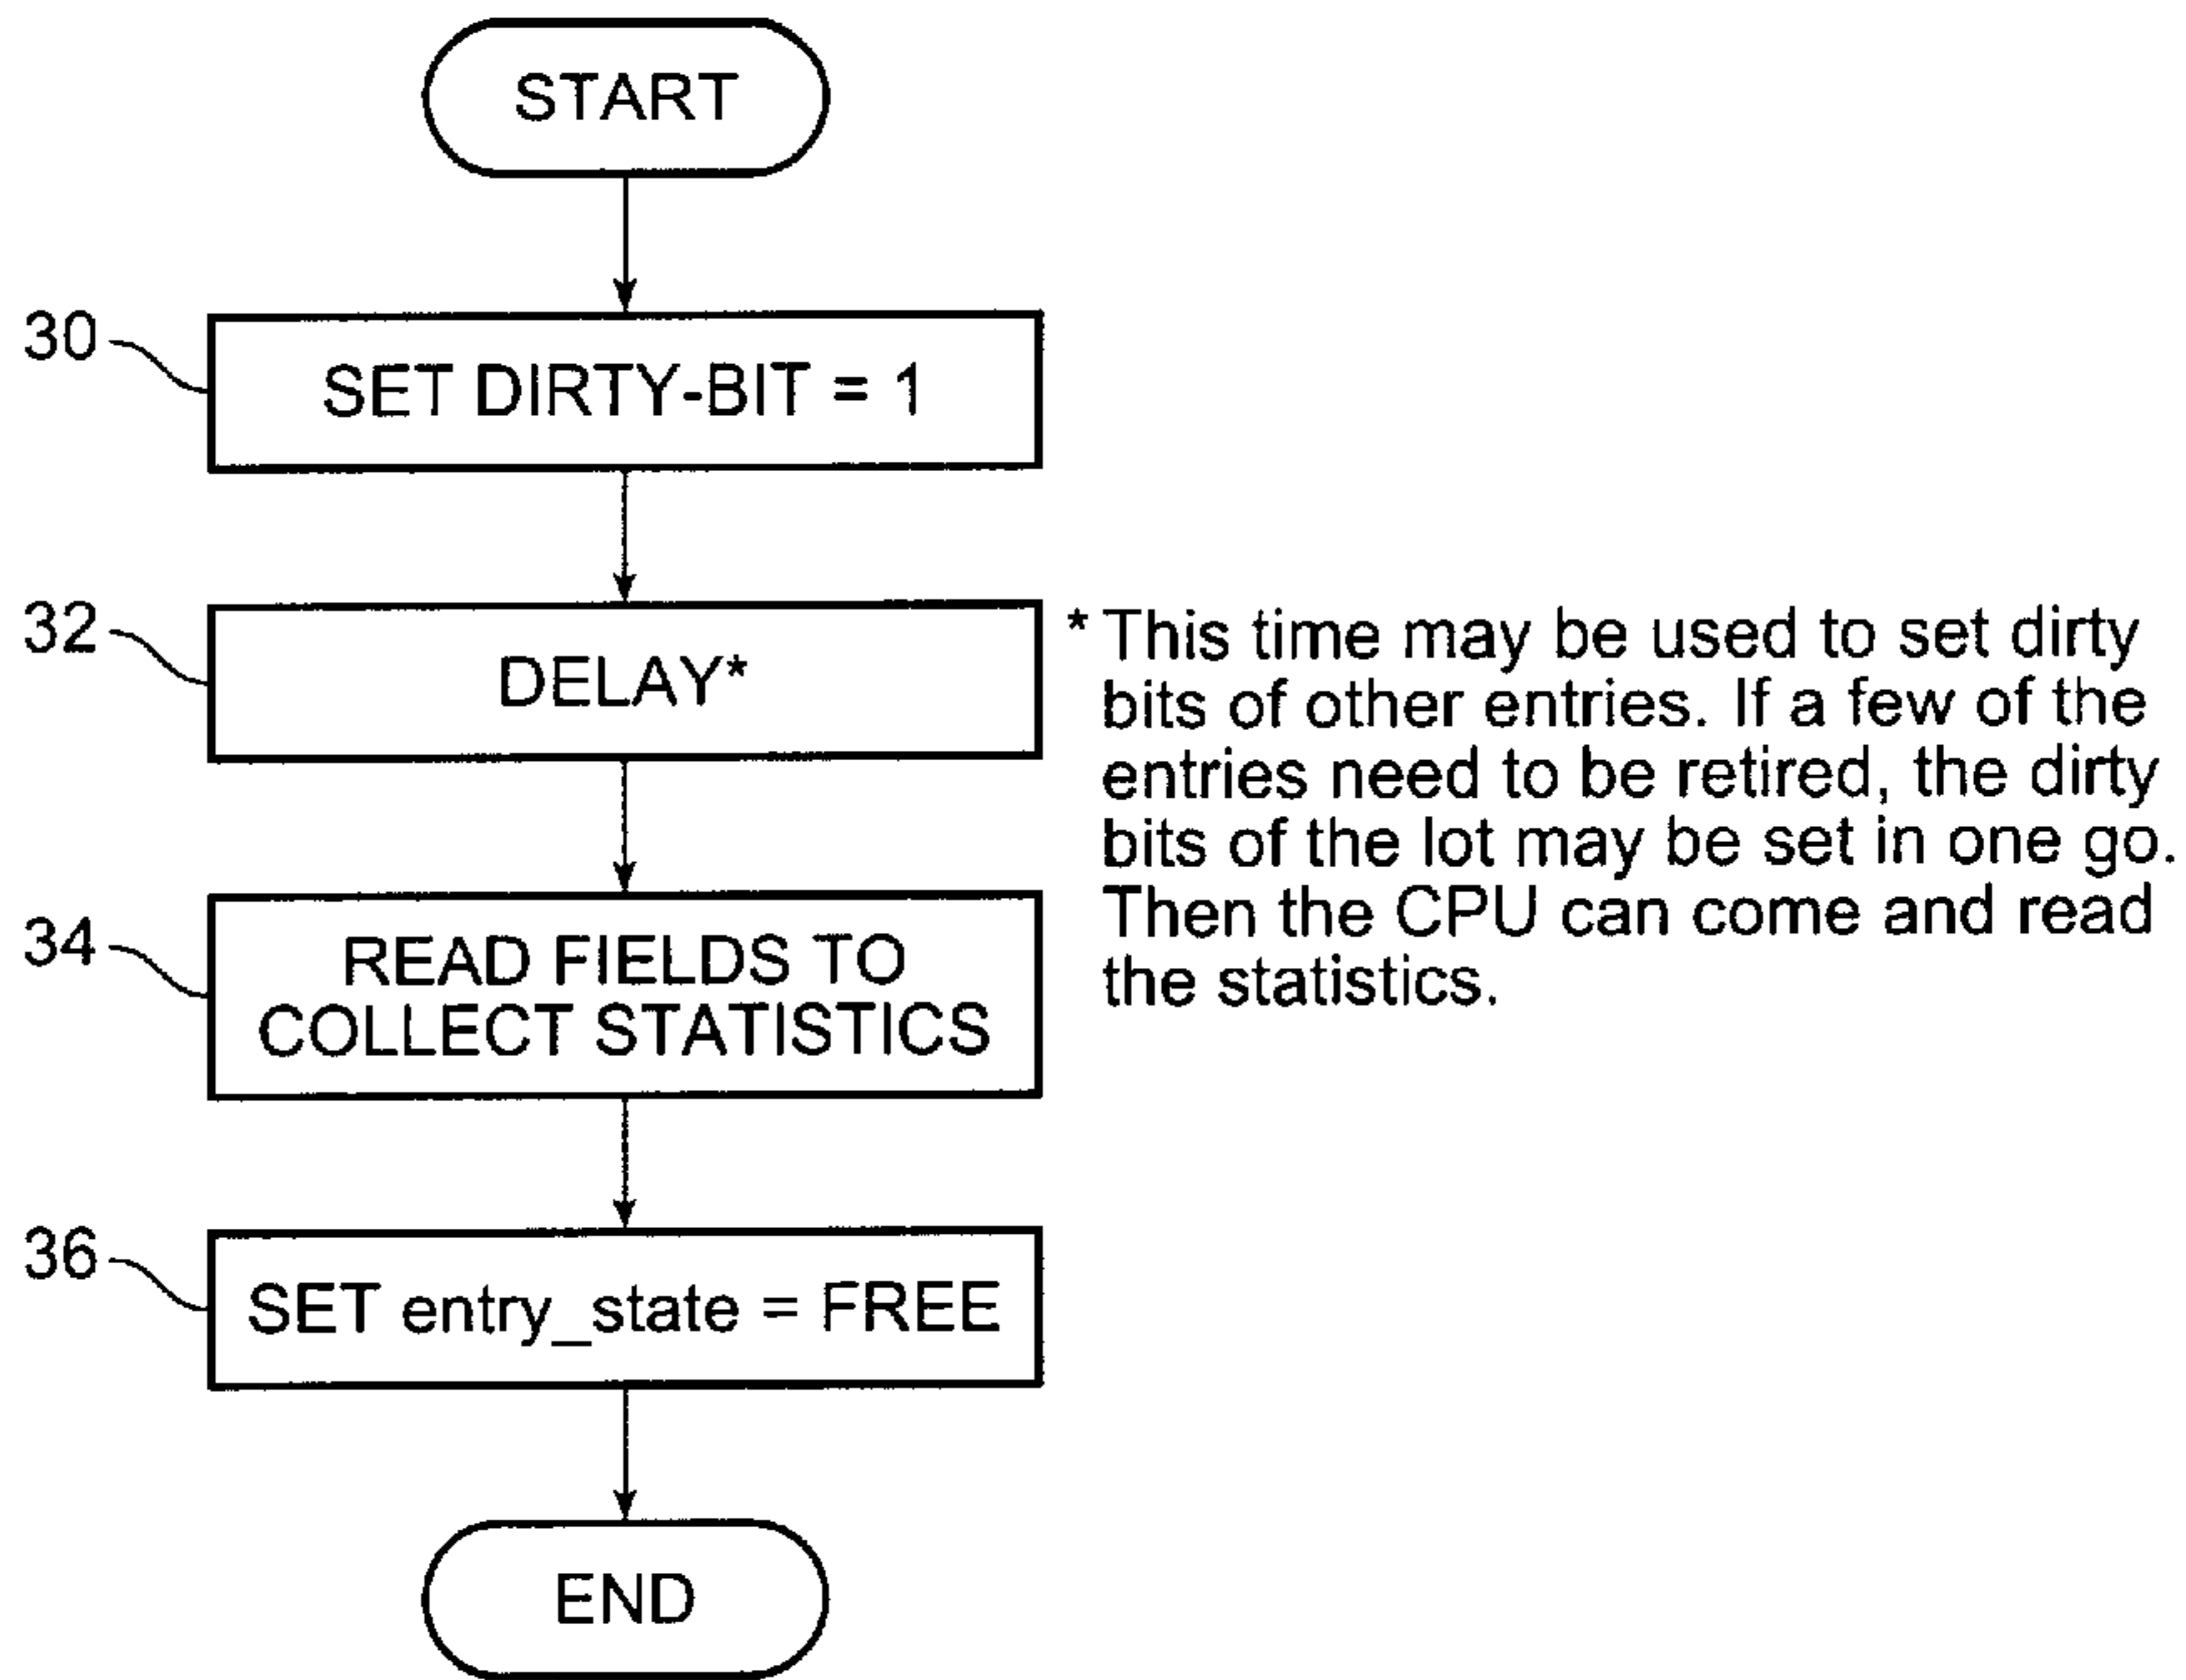 START
30
SET DIRTY-BIT = 1
32
DELAY*
* This time may be used to set dirty
bits of other entries. If a few of the
entries need to be retired, the dirty
bits of the lot may be set in one go.
Then the CPU can come and read
the statistics.
34
READ FIELDS TO
COLLECT STATISTICS
36
SET entry_state = FREE
END